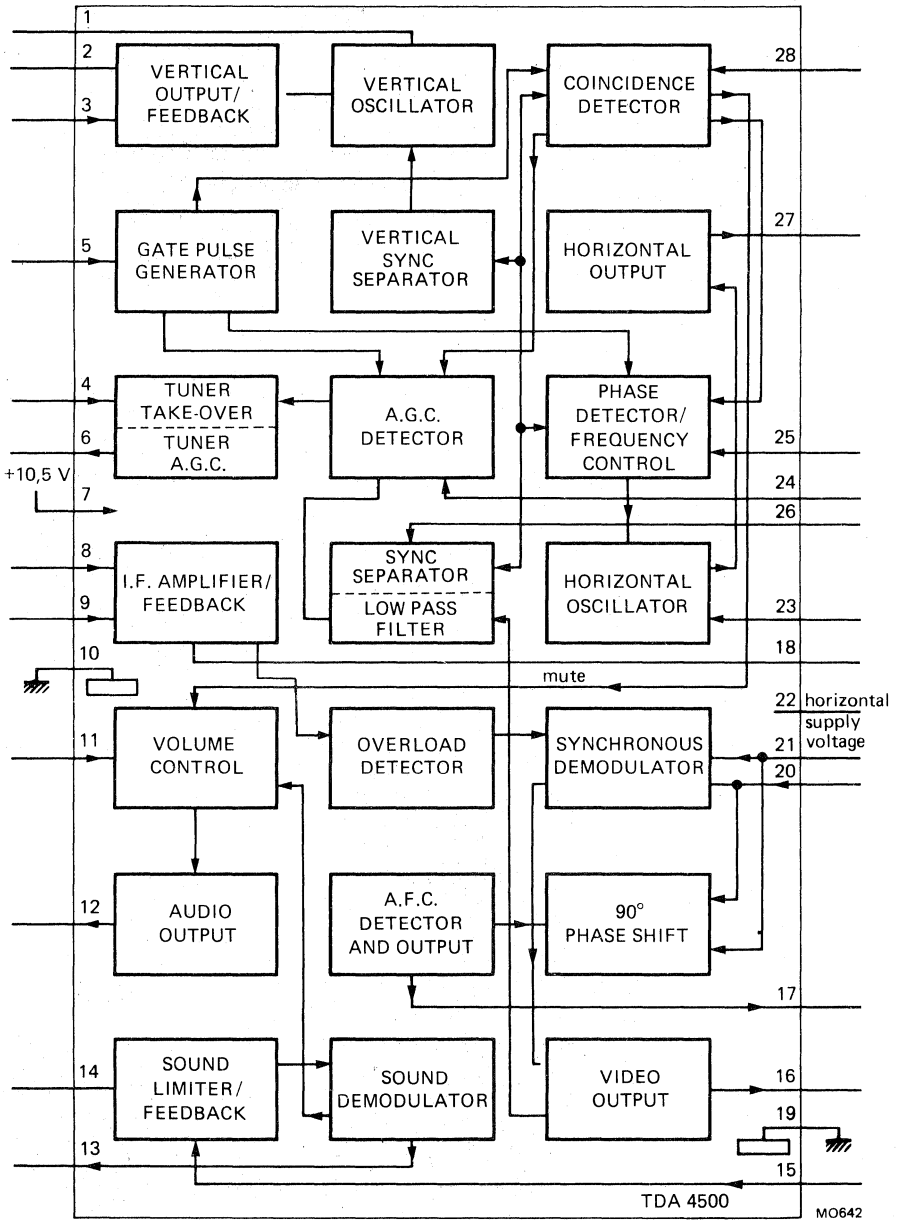 1
2
VERTICAL
OUTPUT/
FEEDBACK
3
VERTICAL
OSCILLATOR
COINCIDENCE
DETECTOR
28
5
GATE PULSE
GENERATOR
VERTICAL
SYNC
SEPARATOR
HORIZONTAL
OUTPUT
27
4
TUNER
TAKE-OVER
6
TUNER
A.G.C.
A.G.C.
DETECTOR
PHASE
DETECTOR/
FREQUENCY
CONTROL
25
24
26
+10,5 V
7
8
I.F. AMPLIFIER/
FEEDBACK
9
SYNC
SEPARATOR
LOW PASS
FILTER
HORIZONTAL
OSCILLATOR
23
18
10
mute
22 horizontal
supply
voltage
11
VOLUME
CONTROL
OVERLOAD
DETECTOR
SYNCHRONOUS
DEMODULATOR
21
20
12
AUDIO
OUTPUT
A.F.C.
DETECTOR
AND OUTPUT
90°
PHASE SHIFT
17
14
SOUND
LIMITER/
FEEDBACK
SOUND
DEMODULATOR
VIDEO
OUTPUT
16
19
13
15
TDA 4500
MO642